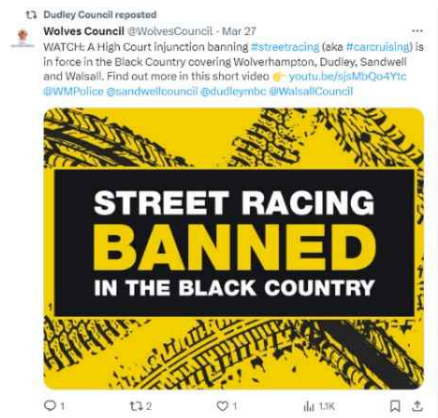 Dudley Council reposted
Wolves Council @WolvesCouncil · Mar 27
WATCH: A High Court injunction banning #streetracing (aka #carcruising) is
in force in the Black Country covering Wolverhampton, Dudley, Sandwell
and Walsall. Find out more in this short video 👉 youtu.be/sjsMbQo4Ytc
@WMPolice @sandwellcouncil @dudleymbc @WalsallCouncil
STREET RACING
BANNED
IN THE BLACK COUNTRY
1 2 1 1.1K